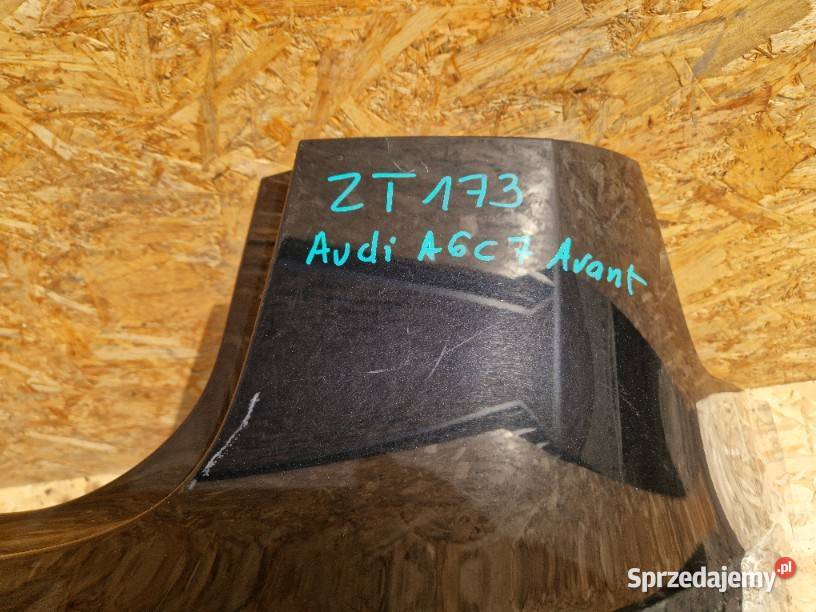 ZT173
Audi A6C7 Avant
Sprzedajemy.pl